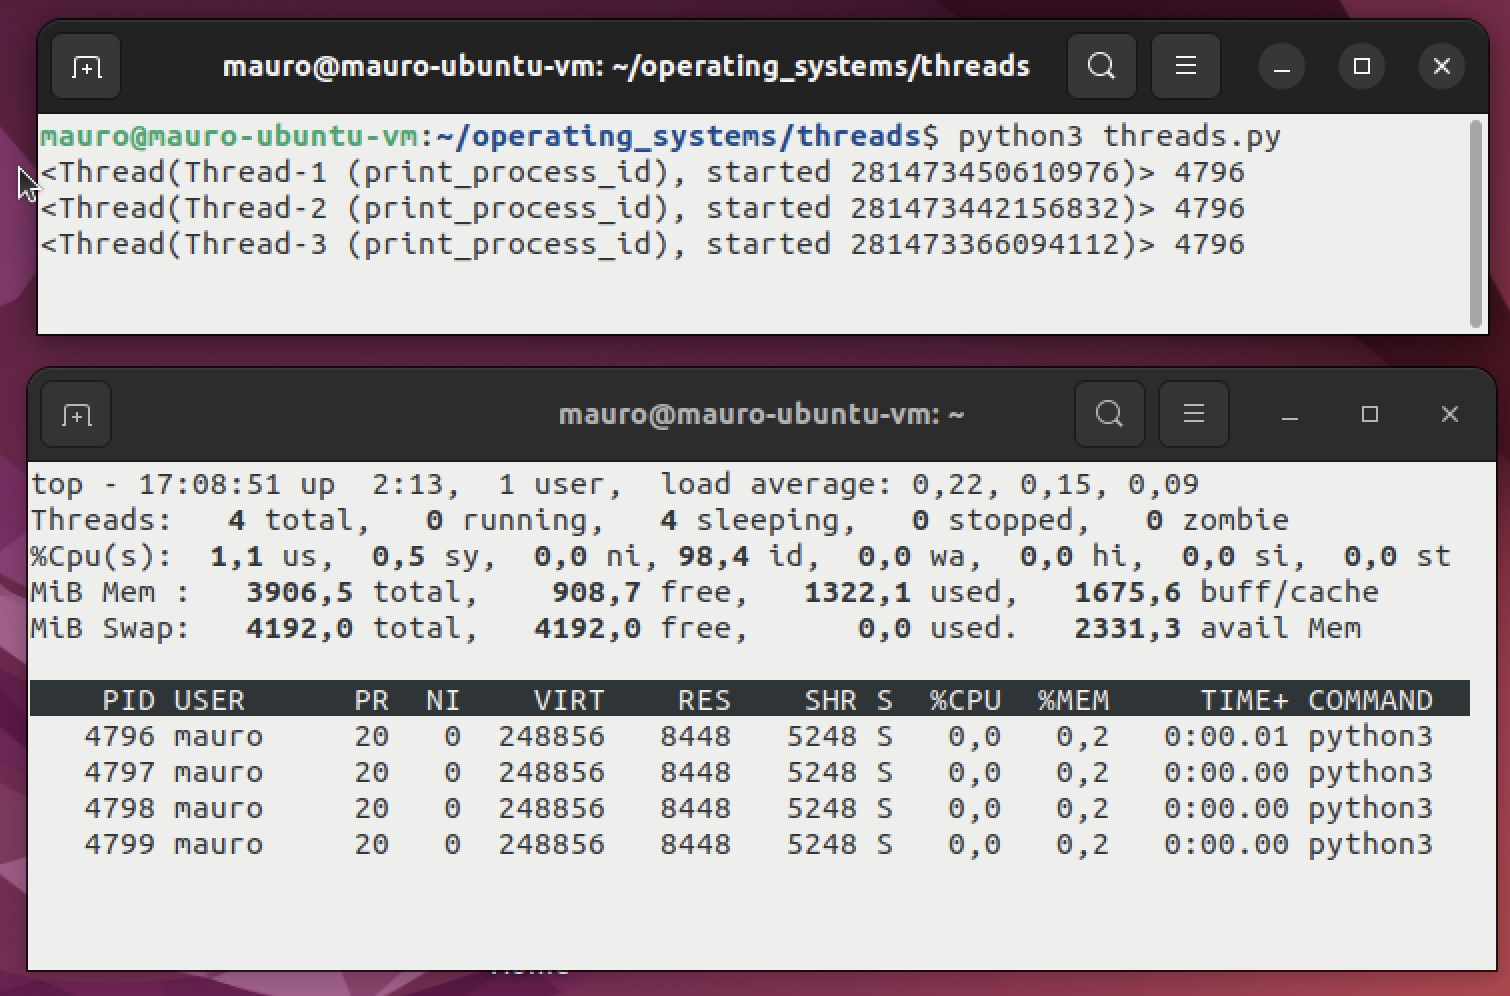 mauro@mauro-ubuntu-vm: ~/operating_systems/threads
mauro@mauro-ubuntu-vm:~/operating_systems/threads$ python3 threads.py
<Thread(Thread-1 (print_process_id), started 281473450610976)> 4796
<Thread(Thread-2 (print_process_id), started 281473442156832)> 4796
<Thread(Thread-3 (print_process_id), started 281473366094112)> 4796
mauro@mauro-ubuntu-vm: ~
top - 17:08:51 up  2:13,  1 user,  load average: 0,22, 0,15, 0,09
Threads:   4 total,   0 running,   4 sleeping,   0 stopped,   0 zombie
%Cpu(s):  1,1 us,  0,5 sy,  0,0 ni, 98,4 id,  0,0 wa,  0,0 hi,  0,0 si,  0,0 st
MiB Mem :   3906,5 total,    908,7 free,   1322,1 used,   1675,6 buff/cache
MiB Swap:   4192,0 total,   4192,0 free,      0,0 used.   2331,3 avail Mem
PID USER      PR  NI    VIRT    RES    SHR S  %CPU  %MEM     TIME+ COMMAND
4796 mauro     20   0  248856   8448   5248 S   0,0   0,2   0:00.01 python3
4797 mauro     20   0  248856   8448   5248 S   0,0   0,2   0:00.00 python3
4798 mauro     20   0  248856   8448   5248 S   0,0   0,2   0:00.00 python3
4799 mauro     20   0  248856   8448   5248 S   0,0   0,2   0:00.00 python3